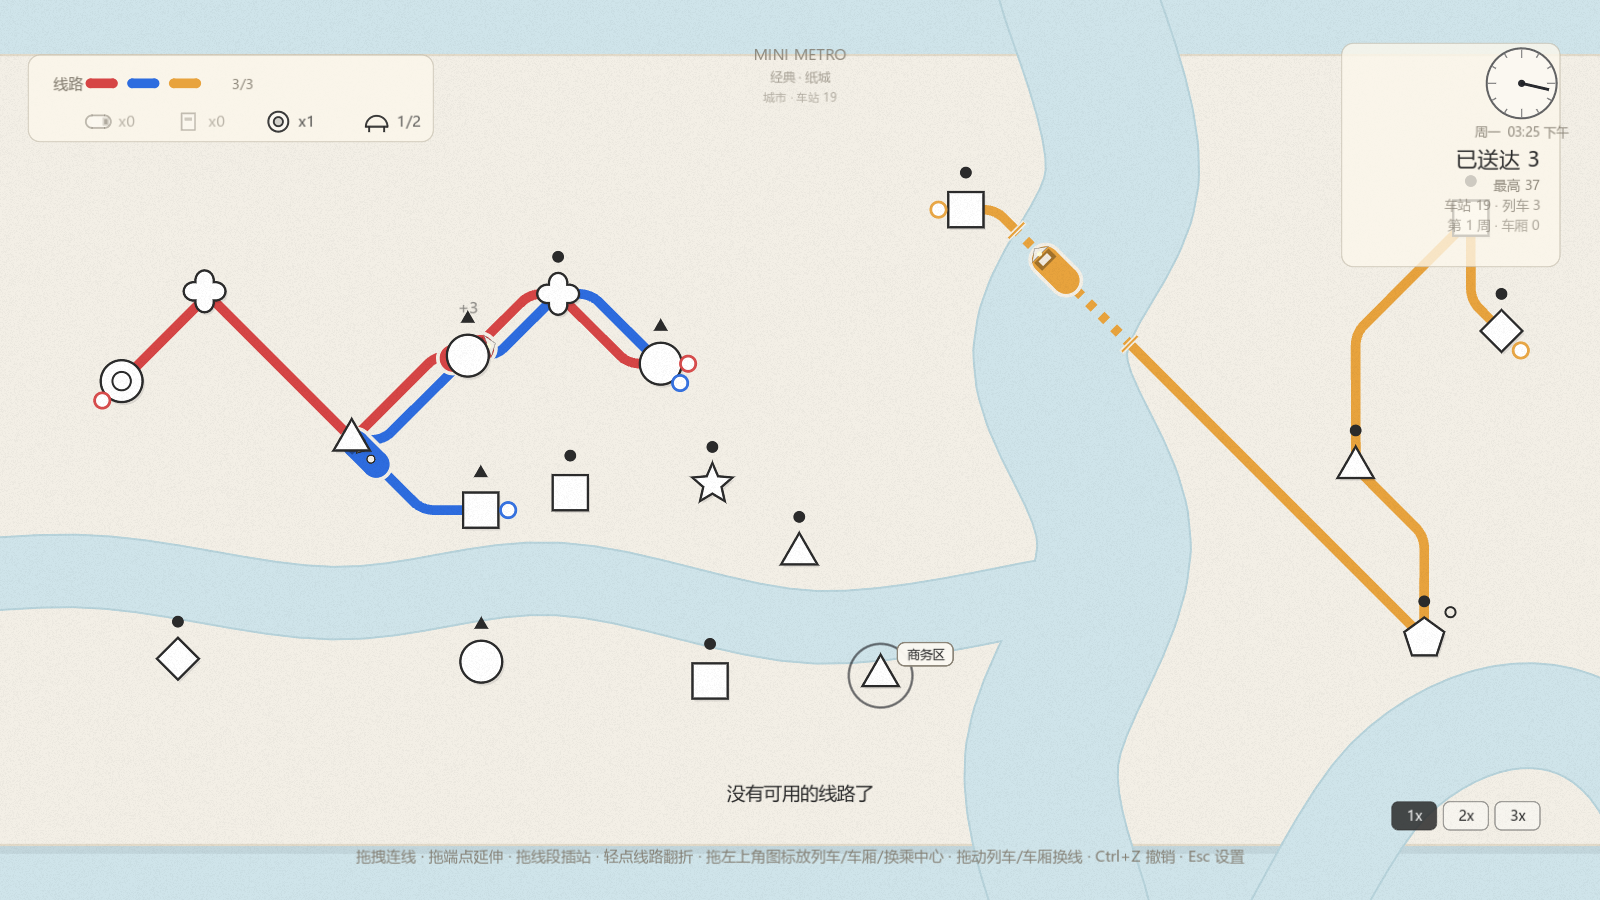 线路 3/3
x0 x0 x1 1/2
MINI METRO
经典 · 纸城
城市 · 车站 19
周一 03:25 下午
已送达 3
最高 37
车站 19 · 列车 3
第 1 周 · 车厢 0
+3
商务区
没有可用的线路了
1x 2x 3x
拖拽连线 · 拖端点延伸 · 拖线段插站 · 轻点线路翻折 · 拖左上角图标放列车/车厢/换乘中心 · 拖动列车/车厢换线 · Ctrl+Z 撤销 · Esc 设置